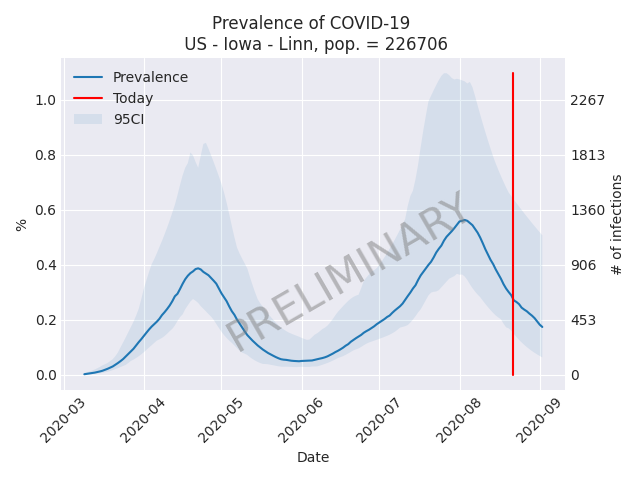 Prevalence of COVID-19
US - Iowa - Linn, pop. = 226706
Prevalence
Today
95CI
1.0
0.8
0.6
0.4
0.2
0.0
%
2267
1813
1360
906
453
0
# of infections
PRELIMINARY
2020-03
2020-04
2020-05
2020-06
2020-07
2020-08
2020-09
Date